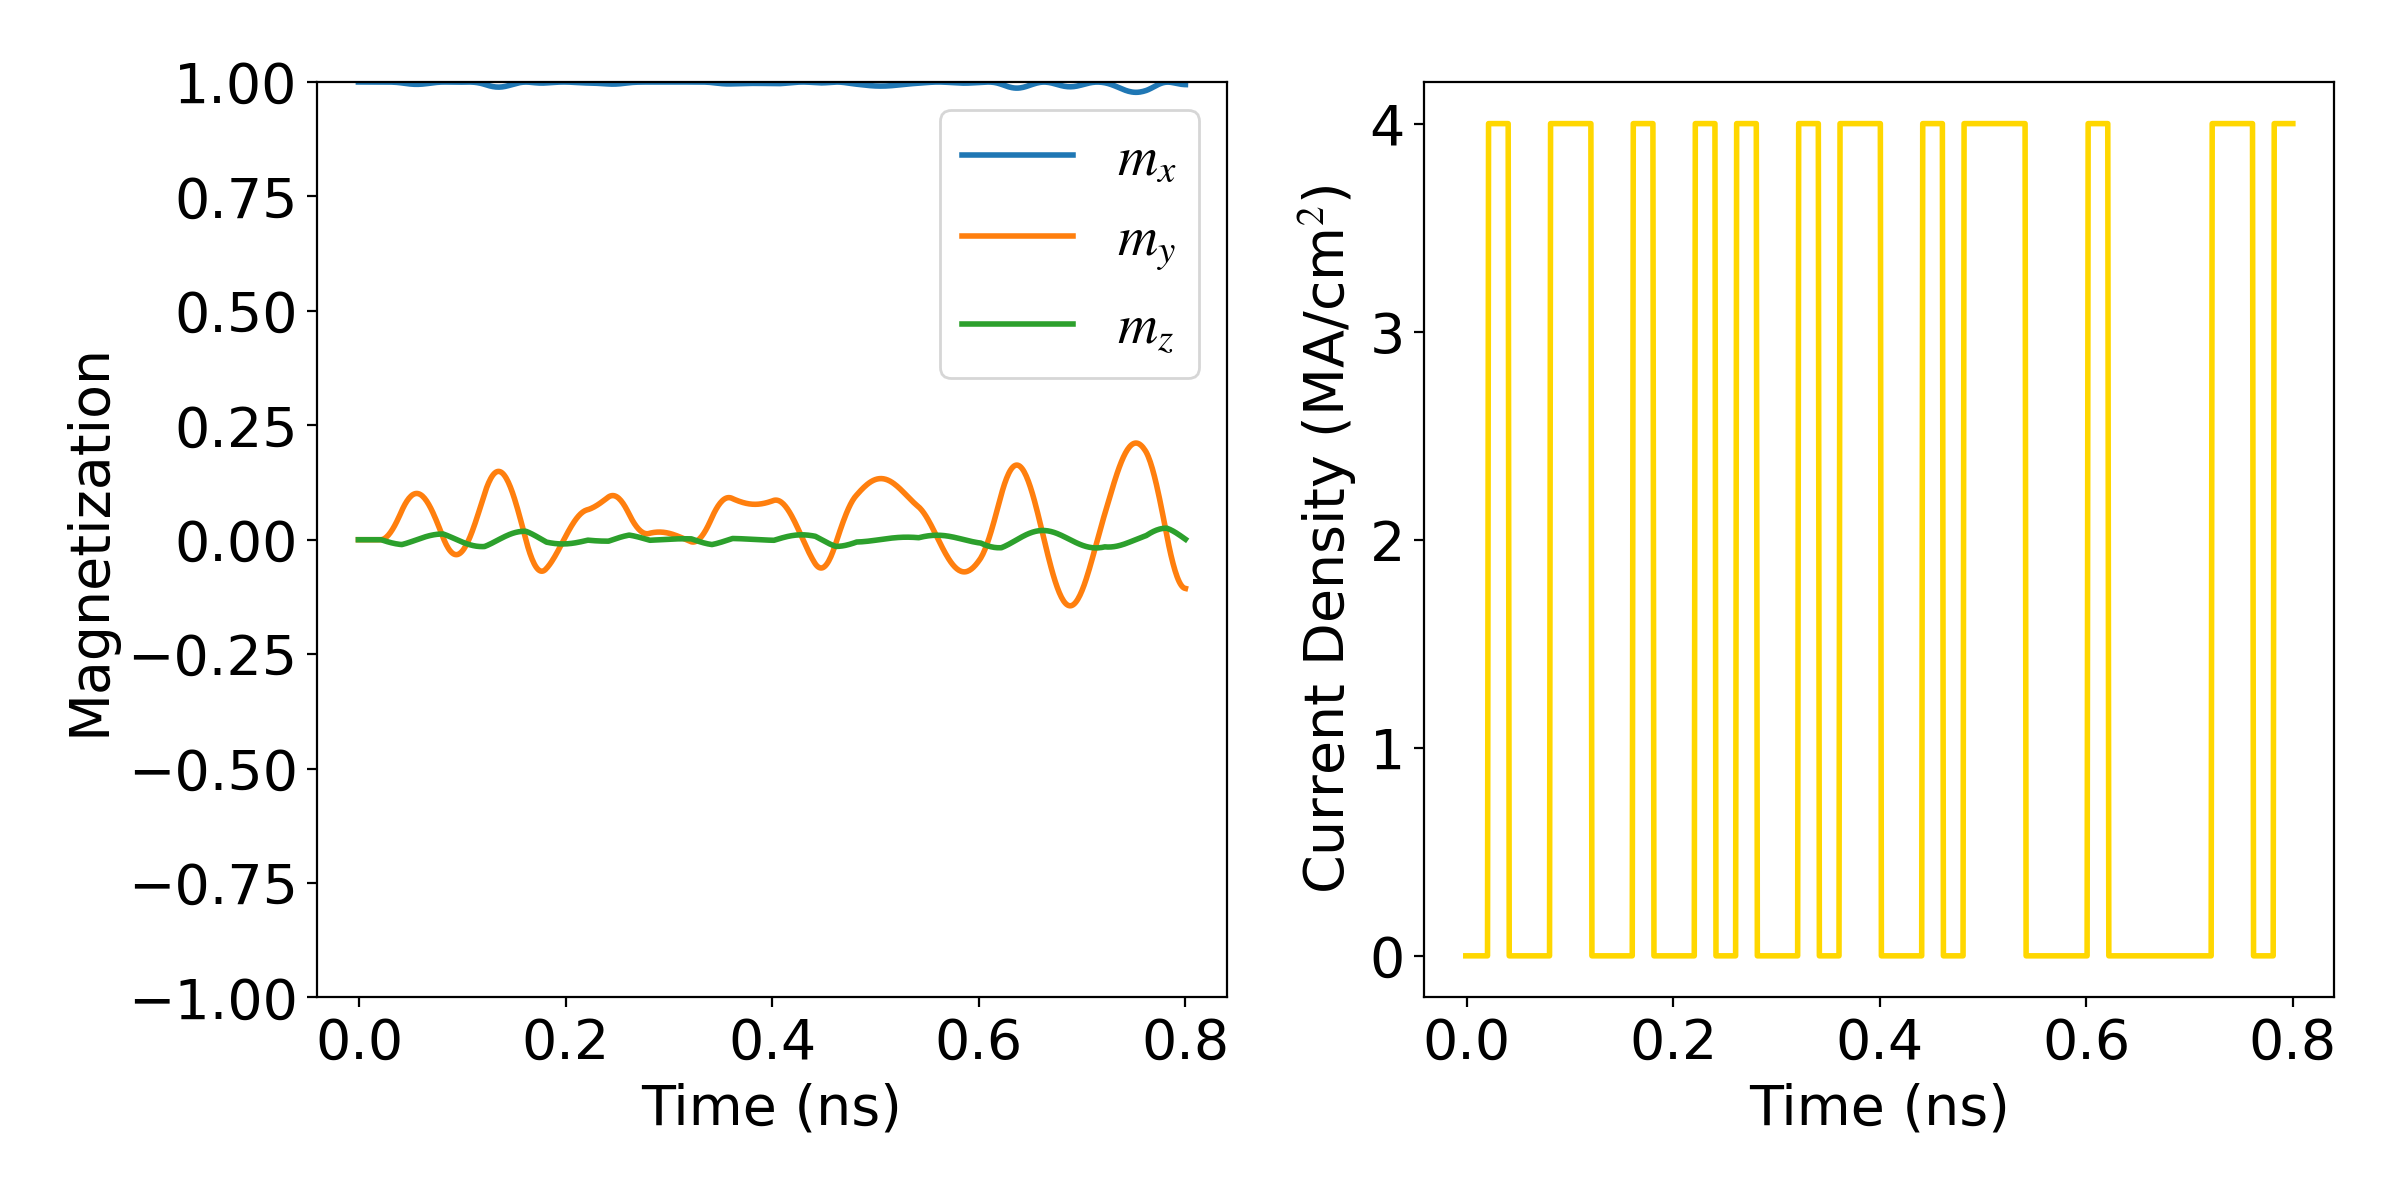 1.00
0.75
0.50
0.25
0.00
−0.25
−0.50
−0.75
−1.00
Magnetization
0.0 0.2 0.4 0.6 0.8
Time (ns)
m_x
m_y
m_z
4
3
2
1
0
Current Density (MA/cm²)
0.0 0.2 0.4 0.6 0.8
Time (ns)